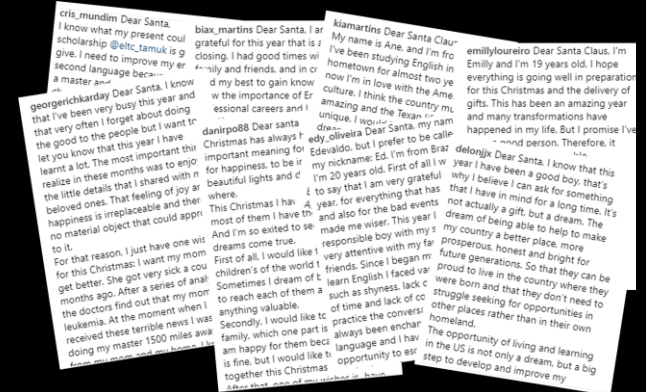 cris_mundim Dear Santa,
I know what my present coul
scholarship @eltc_tamuk is g
give. I need to improve my er
second language
a master and
biax_martins Dear Santa, I ar
grateful for this year that is a
closing. I had good times wi
family and friends, and in
my best to gain know
w the importance of Er
essional careers and I
kiamartins Dear Santa Clau
My name is Ane, and I'm fro
I've been studying English in
hometown for almost two ye
now I'm in love with the Ame
culture. I think the country mu
amazing and the Texan
unique. I
emillyloureiro Dear Santa Claus, I'm
Emilly and I'm 19 years old. I hope
everything is going well in preparation
for this Christmas and the delivery of
gifts. This has been an amazing year
and many transformations have
happened in my life. But I promise I've
good person. Therefore, it
georgerichkarday Dear Santa, I know
that I've been very busy this year and
that very often I forget about doing
the good to the people but I want tr
let you know that this year I have
learnt a lot. The most important thi
realize in these months was to enjo
the little details that I shared with m
beloved ones. That feeling of joy ar
happiness is irreplaceable and ther
no material object that could appr
to it.
For that reason, I just have one wis
for this Christmas: I want my mom
get better. She got very sick a cou
months ago. After a series of anal
the doctors find out that my mom
leukemia. At the moment when I
received these terrible news I was
doing my master 1500 miles awa
from my mom and my home. I
danirpo88 Dear santa
Christmas has always h
important meaning for
for happiness, to be ir
beautiful lights and c
where.
This Christmas I hav
most of them I have th
And I'm so exited to se
dreams come true.
First of all, I would like t
children's of the world t
Sometimes I dream of b
to reach each of them a
anything valuable.
Secondly, I would like to
family, which one part is
am happy for them beca
is fine, but I would like t
together this Christmas
After that, one of my wishes is, have
edy_oliveira Dear Santa, my nam
Edevaldo, but I prefer to be calle
my nickname: Ed. I'm from Braz
I'm 20 years old. First of all I w
to say that I am very grateful
year, for everything that has
and also for the bad events
made me wiser. This year I
responsible boy with my s
very attentive with my fa
friends. Since I began m
learn English I faced va
such as shyness, lack c
of time and lack of co
practice the conversa
always been enchan
language and I hav
opportunity to esc
delonjjx Dear Santa, I know that this
year I have been a good boy, that's
why I believe I can ask for something
that I have in mind for a long time. It's
not actually a gift, but a dream. The
dream of being able to help to make
my country a better place, more
prosperous, honest and bright for
future generations. So that they can be
proud to live in the country where they
were born and that they don't need to
struggle seeking for opportunities in
other places rather than in their own
homeland.
The opportunity of living and learning
in the US is not only a dream, but a big
step to develop and improve my